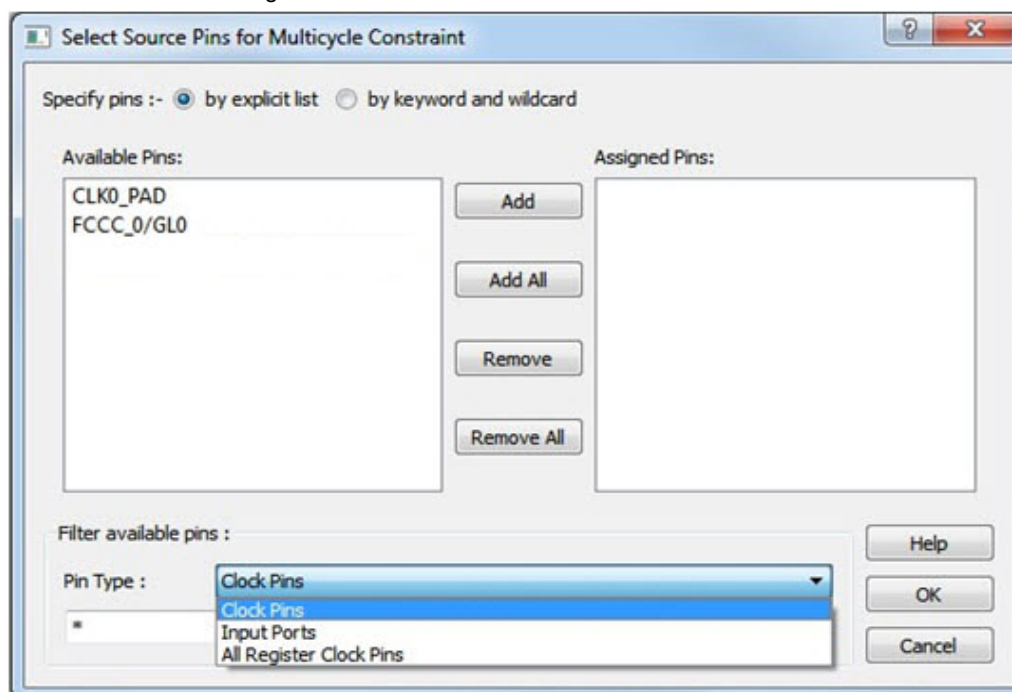 Select Source Pins for Multicycle Constraint
Specify pins :- by explicit list by keyword and wildcard
Available Pins:
Assigned Pins:
CLK0_PAD
FCCC_0/GL0
Add
Add All
Remove
Remove All
Filter available pins :
Pin Type :
Clock Pins
Clock Pins
Input Ports
All Register Clock Pins
*
Help
OK
Cancel